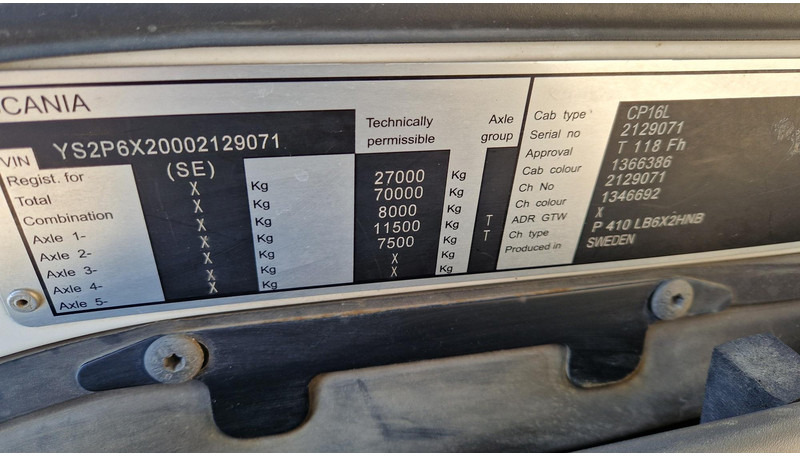 SCANIA
VIN YS2P6X20002129071
Technically permissible
Axle group
Regist. for (SE)
Total X Kg 27000 Kg
Combination X Kg 70000 Kg
Axle 1- X Kg 8000 Kg
Axle 2- X Kg 11500 Kg T
Axle 3- X Kg 7500 Kg T
Axle 4- X Kg X Kg
Axle 5- X Kg X Kg
Cab type CP16L
Serial no 2129071
Approval T 118 Fh
Cab colour 1366386
Ch No 2129071
Ch colour 1346692
ADR GTW X
Ch type P 410 LB6X2HNB
Produced in SWEDEN